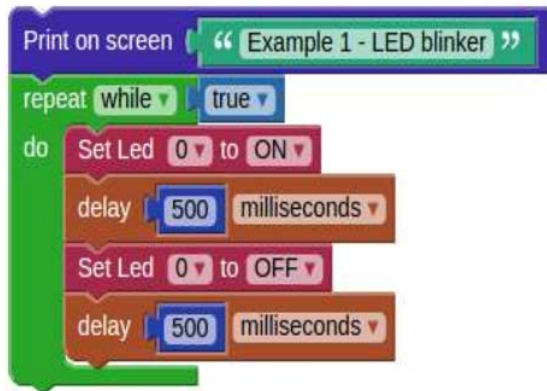 Print on screen “ Example 1 - LED blinker ”
repeat while true
do Set Led 0 to ON
delay 500 milliseconds
Set Led 0 to OFF
delay 500 milliseconds